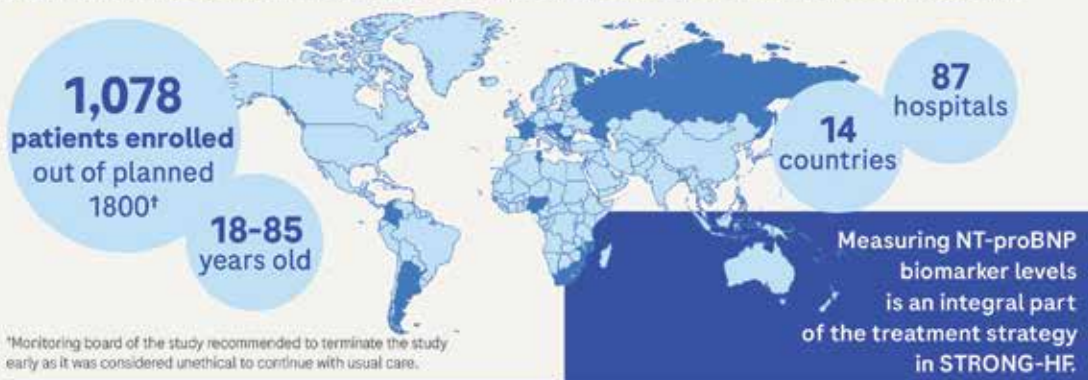 1,078
patients enrolled
out of planned
1800†
18-85
years old
87
hospitals
14
countries
Measuring NT-proBNP
biomarker levels
is an integral part
of the treatment strategy
in STRONG-HF.
†Monitoring board of the study recommended to terminate the study
early as it was considered unethical to continue with usual care.